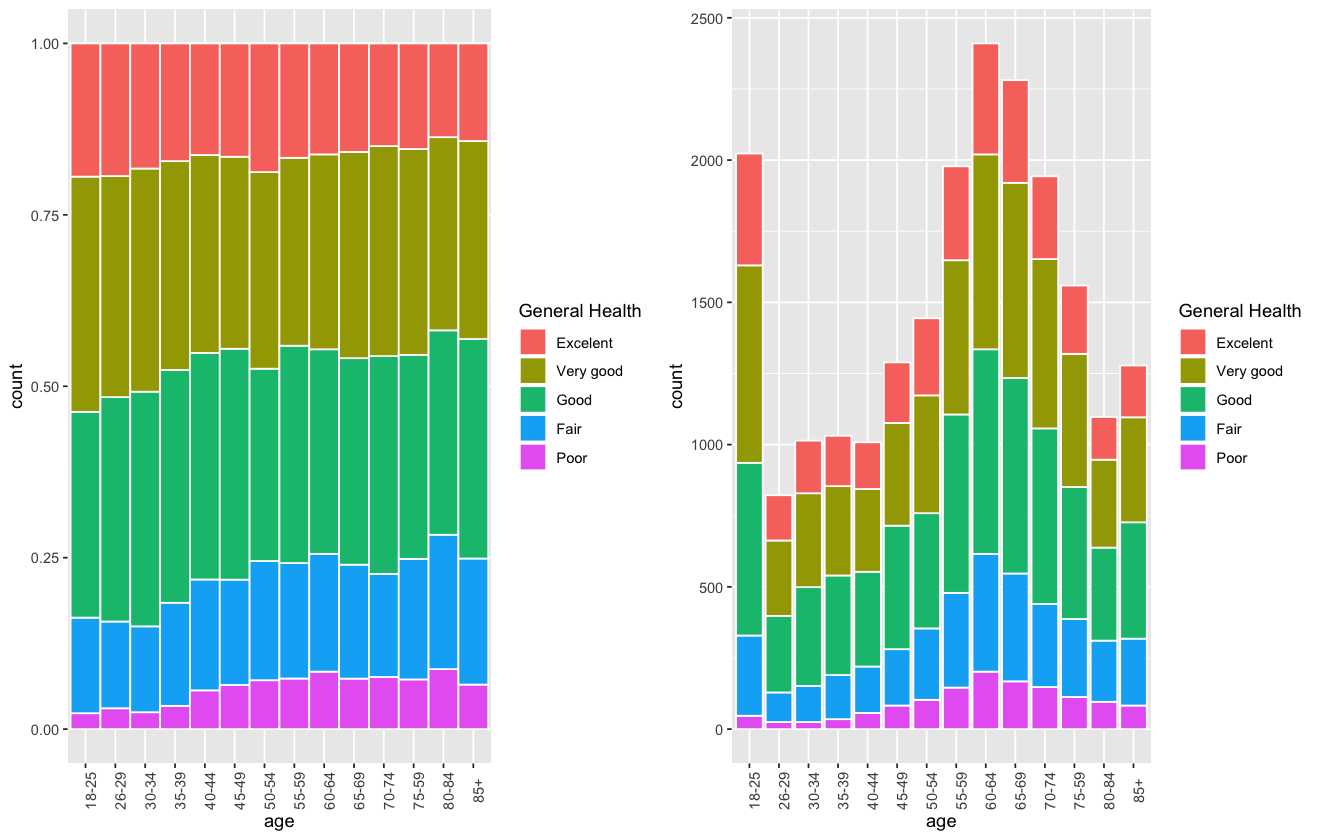 1.00
0.75
0.50
0.25
0.00
count
18-25
26-29
30-34
35-39
40-44
45-49
50-54
55-59
60-64
65-69
70-74
75-59
80-84
85+
age
General Health
Excelent
Very good
Good
Fair
Poor
2500
2000
1500
1000
500
0
count
18-25
26-29
30-34
35-39
40-44
45-49
50-54
55-59
60-64
65-69
70-74
75-59
80-84
85+
age
General Health
Excelent
Very good
Good
Fair
Poor